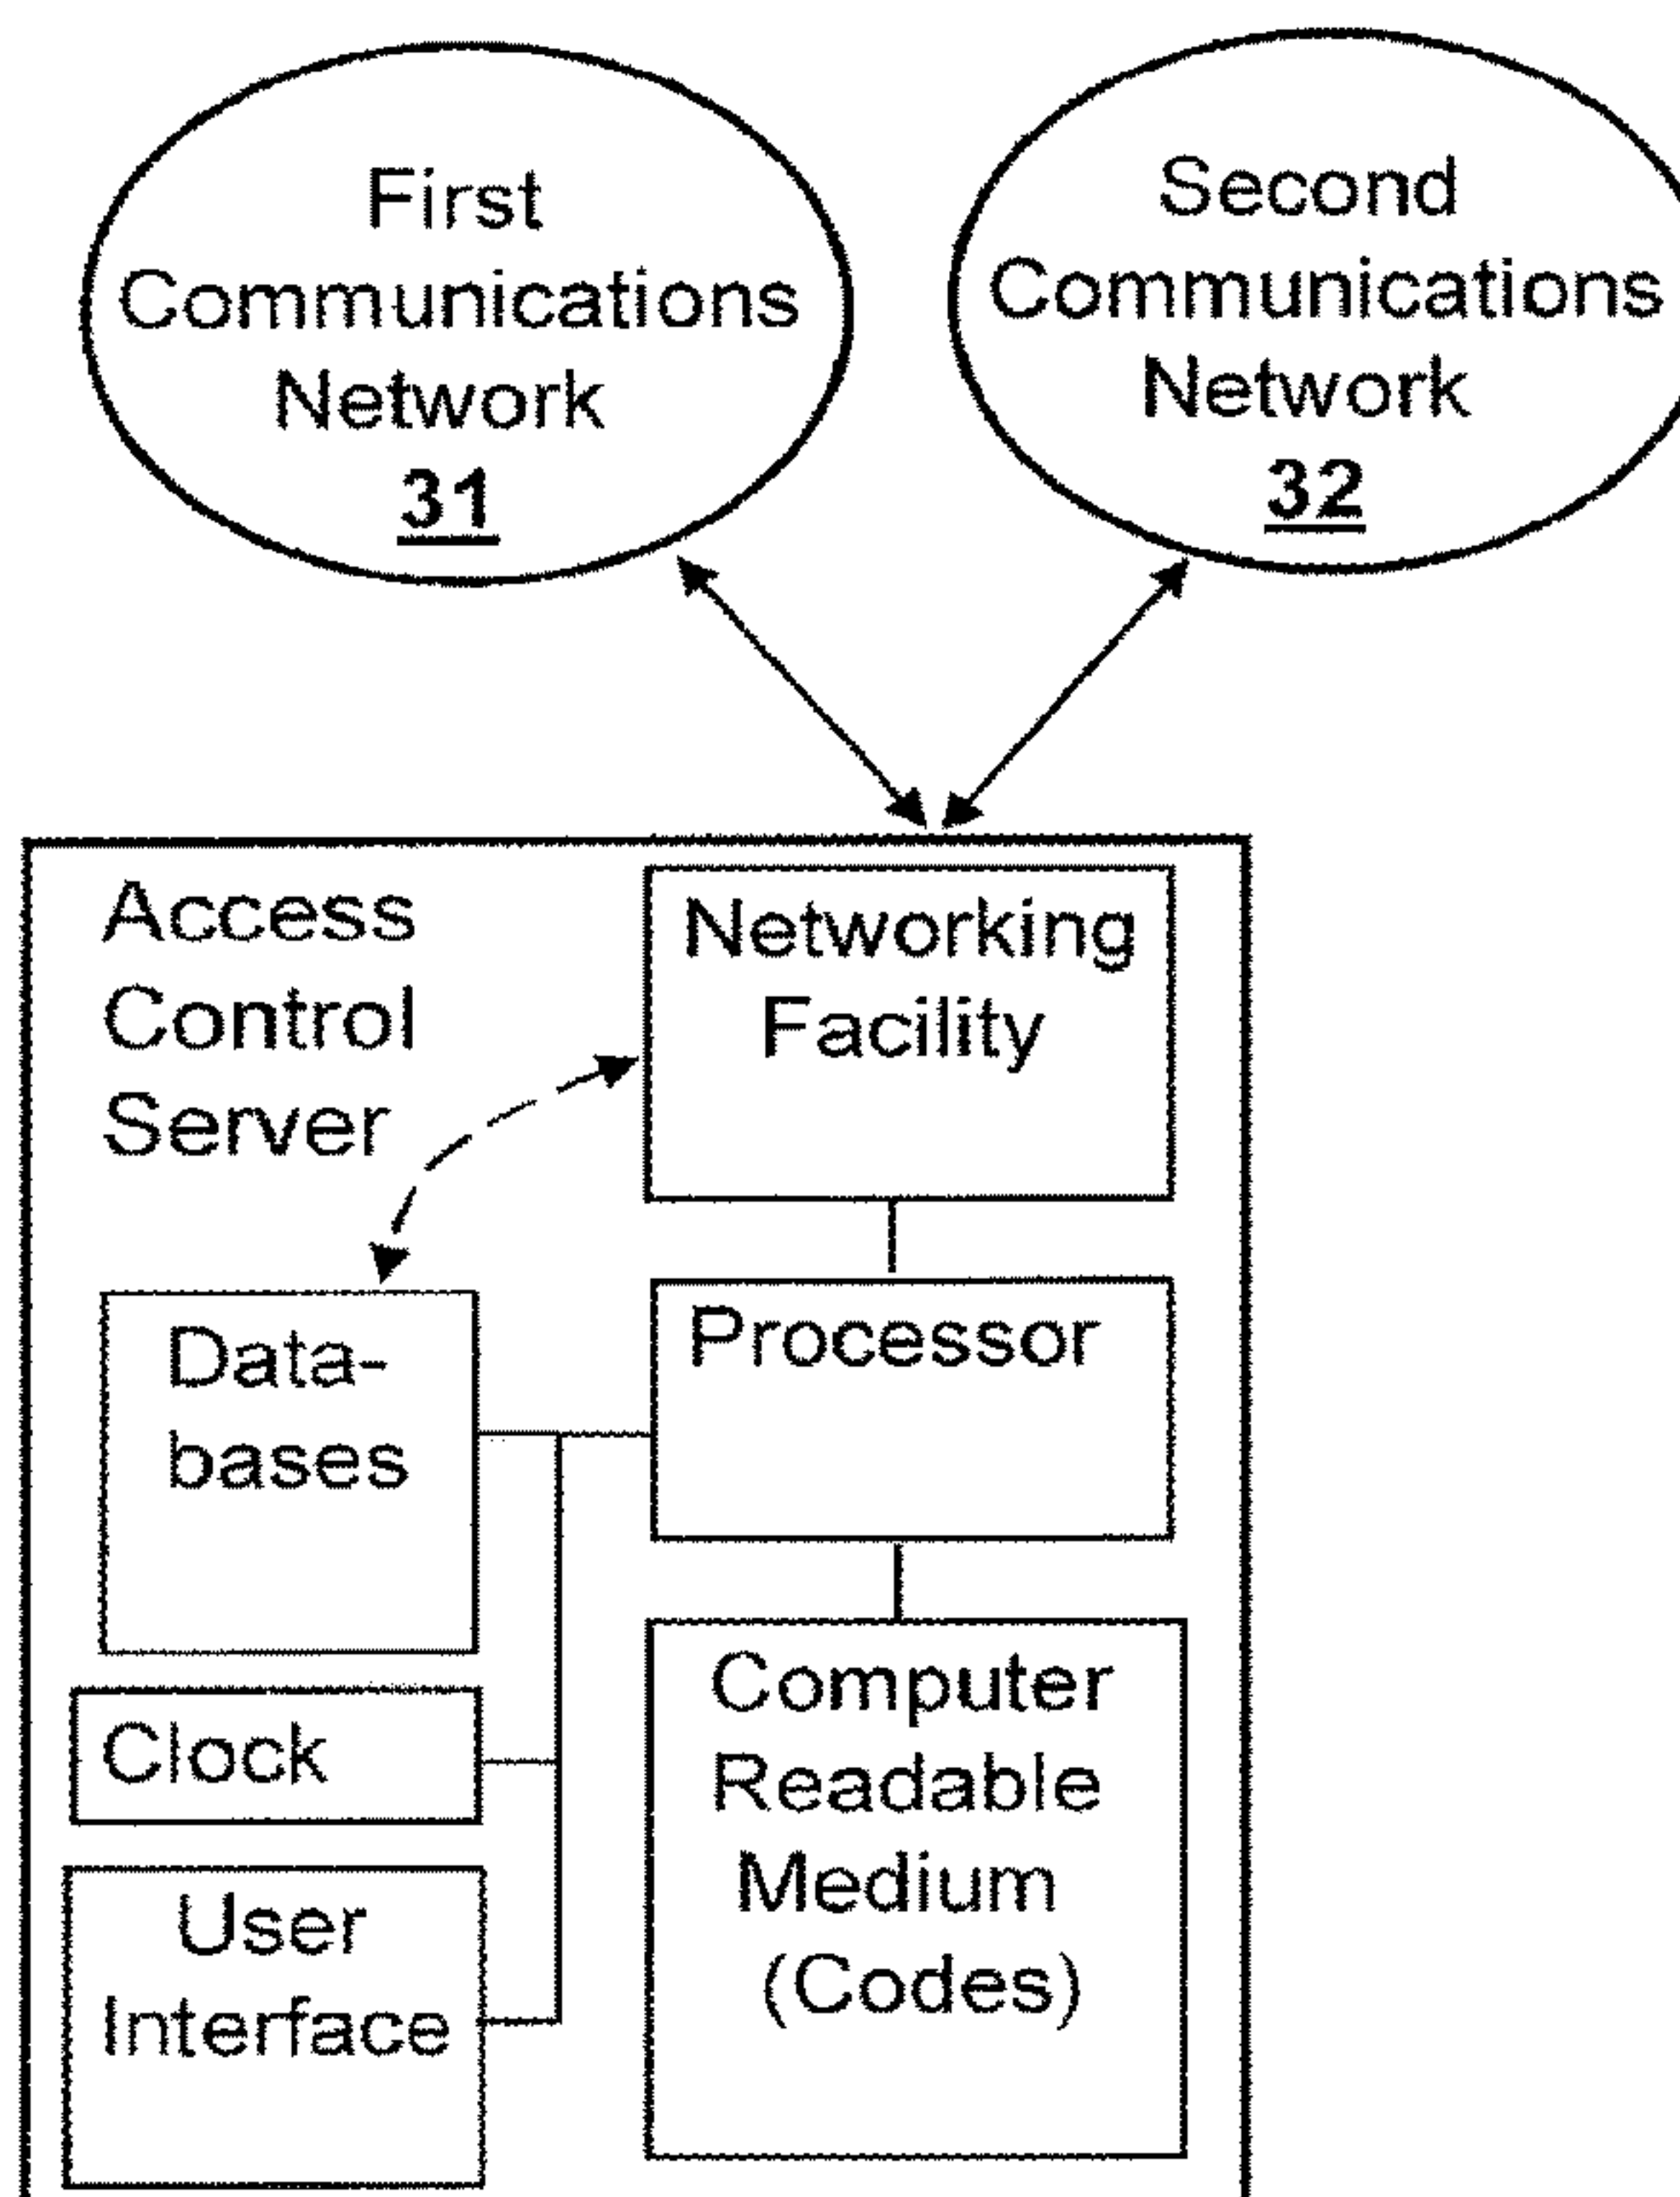 First
Communications
Network
31
Second
Communications
Network
32
Access
Control
Server
Networking
Facility
Data-
bases
Processor
Clock
User
Interface
Computer
Readable
Medium
(Codes)